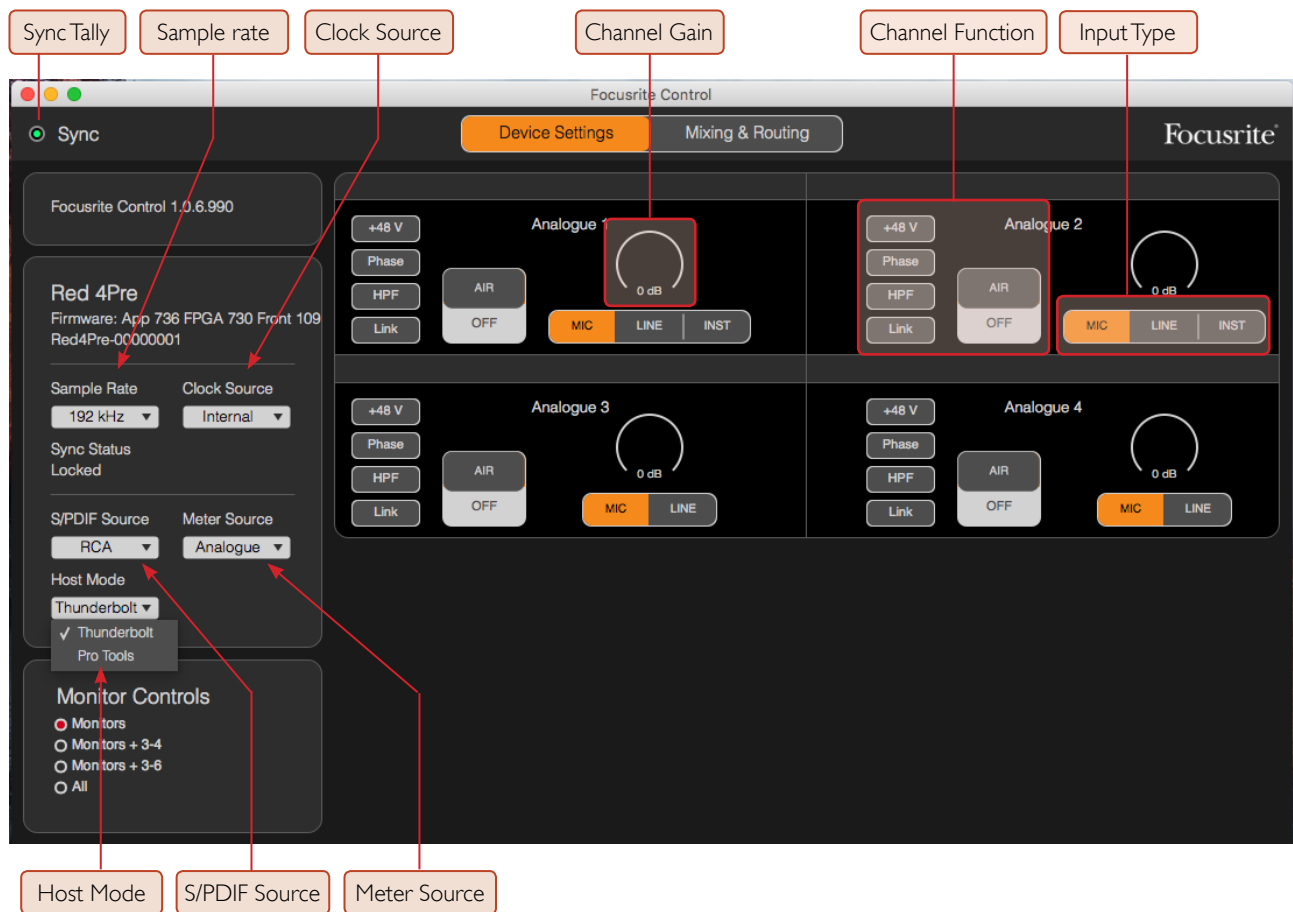 Sync Tally
Sample rate
Clock Source
Channel Gain
Channel Function
Input Type
Focusrite Control
Sync
Device Settings
Mixing & Routing
Focusrite
Focusrite Control 1.0.6.990
Red 4Pre
Firmware: App 736 FPGA 730 Front 109
Red4Pre-00000001
Sample Rate
Clock Source
192 kHz
Internal
Sync Status
Locked
S/PDIF Source
Meter Source
RCA
Analogue
Host Mode
Thunderbolt
✓ Thunderbolt
Pro Tools
Monitor Controls
Monitors
Monitors + 3-4
Monitors + 3-6
All
Analogue 1
+48 V
Phase
HPF
Link
AIR
OFF
0 dB
MIC
LINE
INST
Analogue 2
+48 V
Phase
HPF
Link
AIR
OFF
0 dB
MIC
LINE
INST
Analogue 3
+48 V
Phase
HPF
Link
AIR
OFF
0 dB
MIC
LINE
Analogue 4
+48 V
Phase
HPF
Link
AIR
OFF
0 dB
MIC
LINE
Host Mode
S/PDIF Source
Meter Source